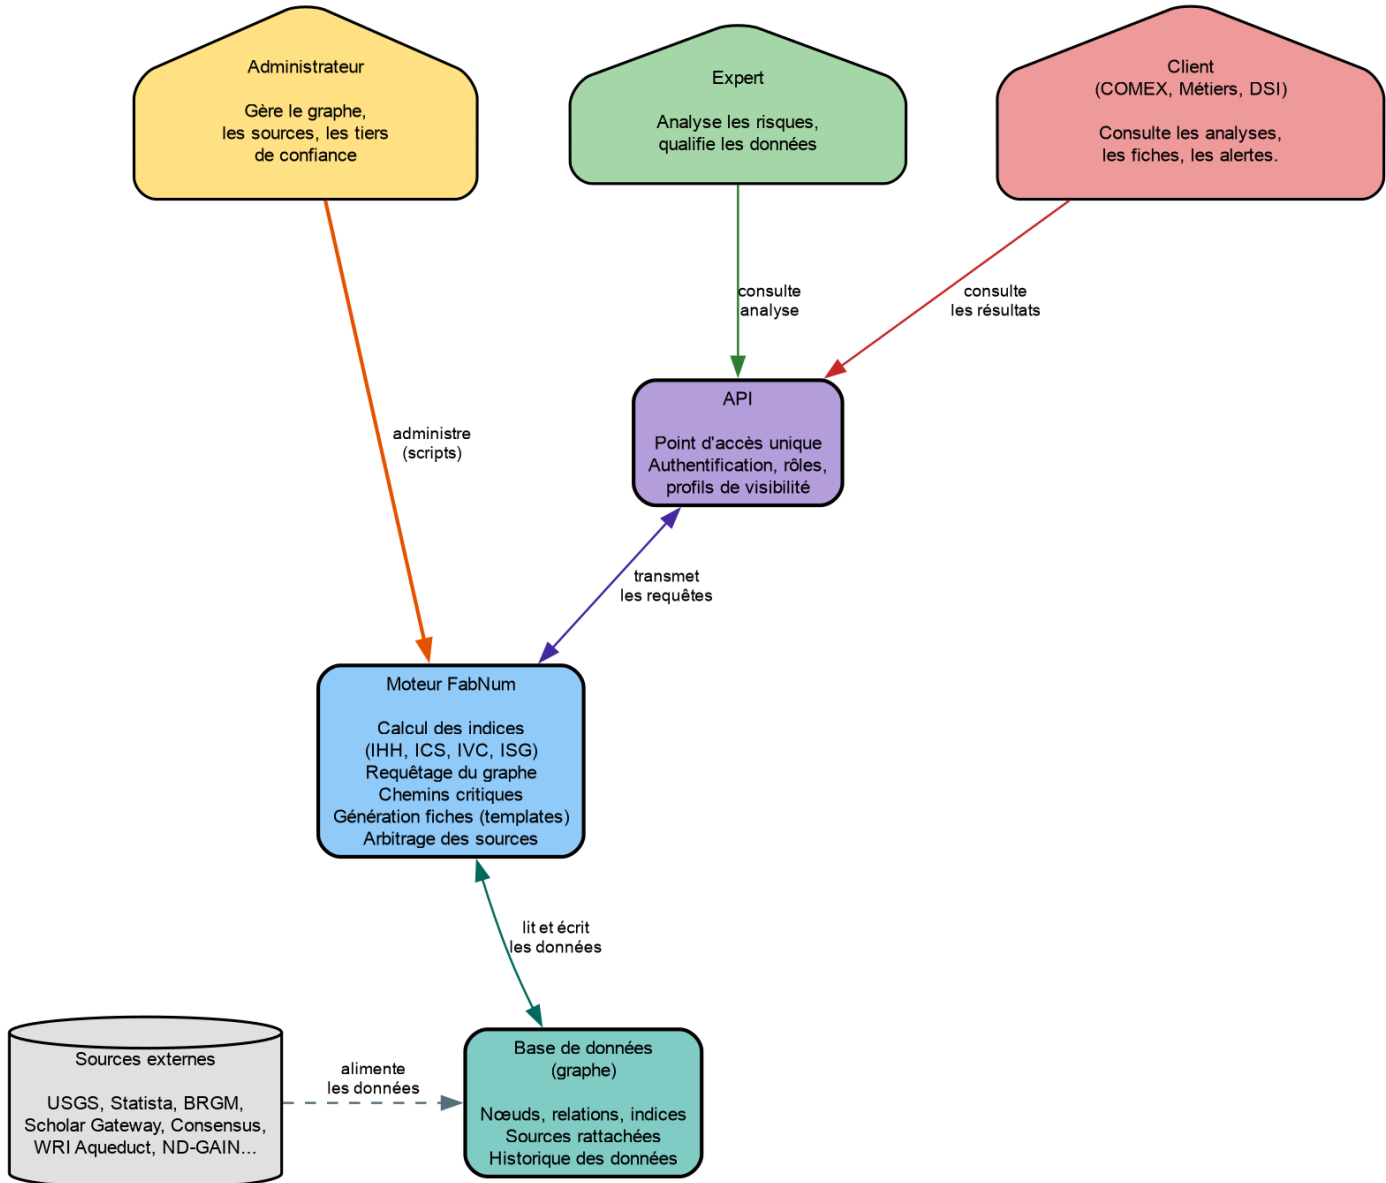 Administrateur
Gère le graphe,
les sources, les tiers
de confiance
Expert
Analyse les risques,
qualifie les données
Client
(COMEX, Métiers, DSI)
Consulte les analyses,
les fiches, les alertes.
consulte
analyse
consulte
les résultats
API
Point d'accès unique
Authentification, rôles,
profils de visibilité
administre
(scripts)
transmet
les requêtes
Moteur FabNum
Calcul des indices
(IHH, ICS, IVC, ISG)
Requêtage du graphe
Chemins critiques
Génération fiches (templates)
Arbitrage des sources
lit et écrit
les données
Sources externes
USGS, Statista, BRGM,
Scholar Gateway, Consensus,
WRI Aqueduct, ND-GAIN...
alimente
les données
Base de données
(graphe)
Nœuds, relations, indices
Sources rattachées
Historique des données